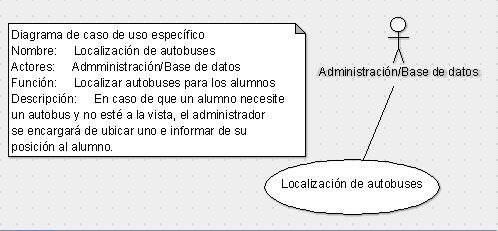 Diagrama de caso de uso específico
Nombre: Localización de autobuses
Actores: Admministración/Base de datos
Función: Localizar autobuses para los alumnos
Descripción: En caso de que un alumno necesite
un autobus y no esté a la vista, el administrador
se encargará de ubicar uno e informar de su
posición al alumno.
Administración/Base de datos
Localización de autobuses